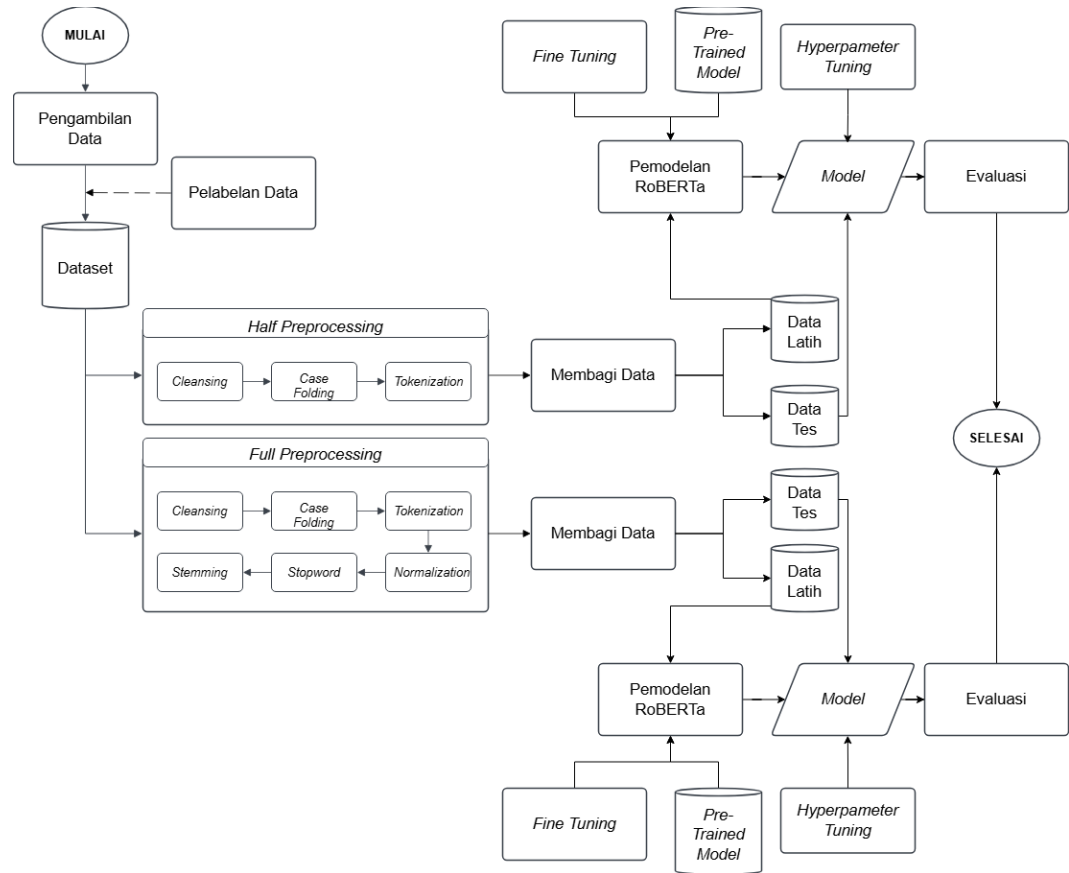 MULAI
Pengambilan
Data
Pelabelan Data
Dataset
Fine Tuning
Pre-
Trained
Model
Hyperpameter
Tuning
Pemodelan
RoBERTa
Model
Evaluasi
Half Preprocessing
Cleansing
Case
Folding
Tokenization
Membagi Data
Data
Latih
Data
Tes
SELESAI
Full Preprocessing
Cleansing
Case
Folding
Tokenization
Stemming
Stopword
Normalization
Membagi Data
Data
Tes
Data
Latih
Pemodelan
RoBERTa
Model
Evaluasi
Fine Tuning
Pre-
Trained
Model
Hyperpameter
Tuning